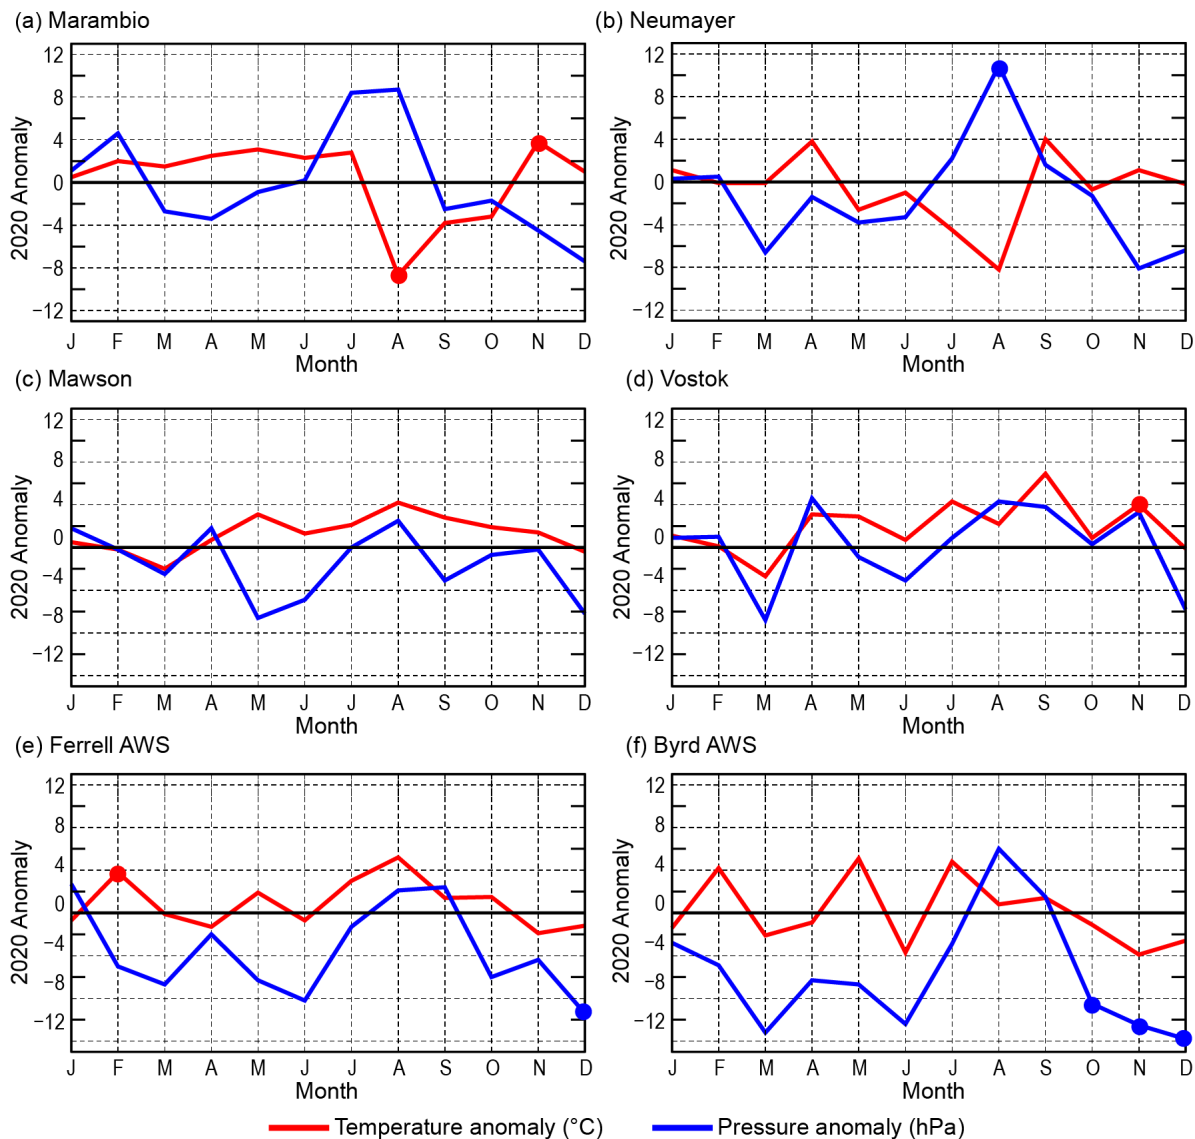 (a) Marambio
(b) Neumayer
2020 Anomaly
12
8
4
0
−4
−8
−12
J F M A M J J A S O N D
Month
2020 Anomaly
12
8
4
0
−4
−8
−12
J F M A M J J A S O N D
Month
(c) Mawson
(d) Vostok
2020 Anomaly
12
8
4
0
−4
−8
−12
J F M A M J J A S O N D
Month
2020 Anomaly
12
8
4
0
−4
−8
−12
J F M A M J J A S O N D
Month
(e) Ferrell AWS
(f) Byrd AWS
2020 Anomaly
12
8
4
0
−4
−8
−12
J F M A M J J A S O N D
Month
2020 Anomaly
12
8
4
0
−4
−8
−12
J F M A M J J A S O N D
Month
Temperature anomaly (°C)
Pressure anomaly (hPa)